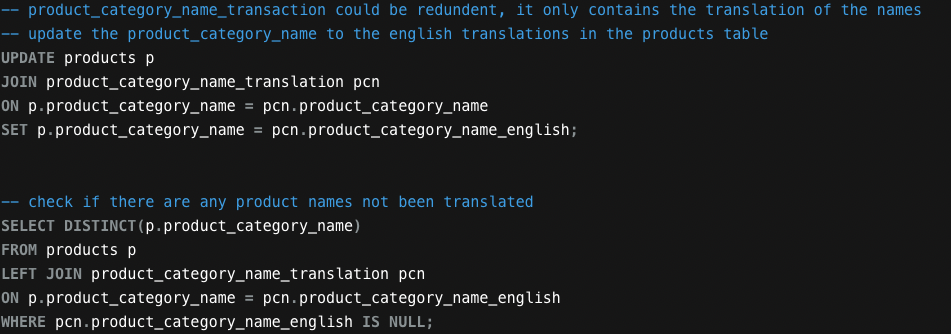 -- product_category_name_transaction could be redundent, it only contains the translation of the names
-- update the product_category_name to the english translations in the products table
UPDATE products p
JOIN product_category_name_translation pcn
ON p.product_category_name = pcn.product_category_name
SET p.product_category_name = pcn.product_category_name_english;
-- check if there are any product names not been translated
SELECT DISTINCT(p.product_category_name)
FROM products p
LEFT JOIN product_category_name_translation pcn
ON p.product_category_name = pcn.product_category_name_english
WHERE pcn.product_category_name_english IS NULL;